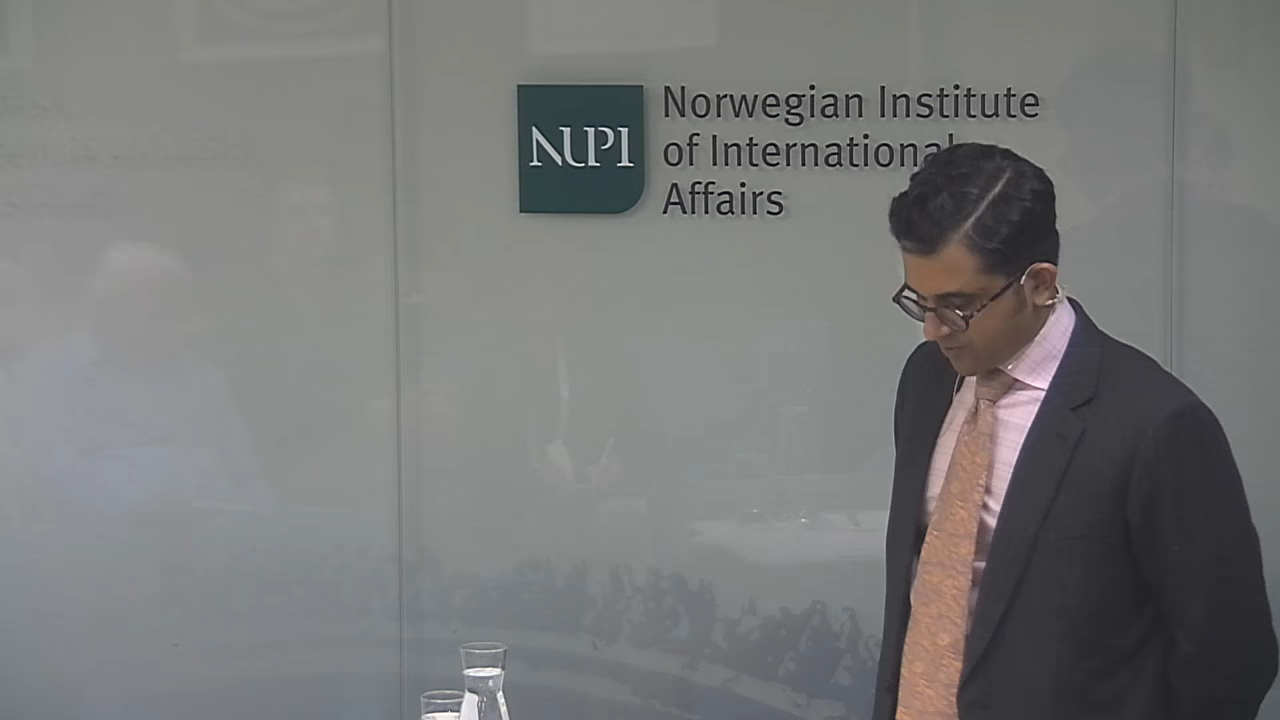 NUPI
Norwegian Institute
of International
Affairs